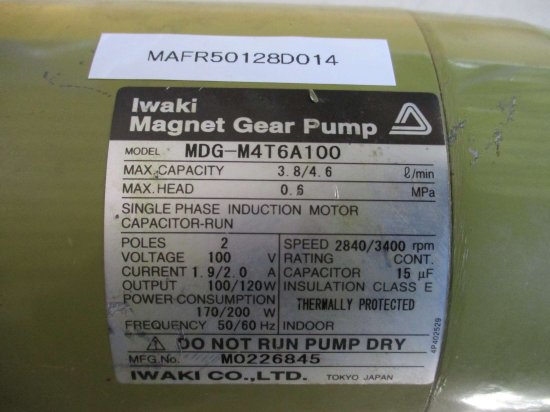 MAFR50128D014
Iwaki
Magnet Gear Pump
MODEL MDG-M4T6A100
MAX.CAPACITY 3.8/4.6 ℓ/min
MAX.HEAD 0.6 MPa
SINGLE PHASE INDUCTION MOTOR
CAPACITOR-RUN
POLES 2 SPEED 2840/3400 rpm
VOLTAGE 100 V RATING CONT.
CURRENT 1.9/2.0 A CAPACITOR 15 μF
OUTPUT 100/120W INSULATION CLASS E
POWER CONSUMPTION THERMALLY PROTECTED
170/200 W
FREQUENCY 50/60 Hz INDOOR
DO NOT RUN PUMP DRY
MFG.No. M0226845
IWAKI CO.,LTD. TOKYO JAPAN
4P402529